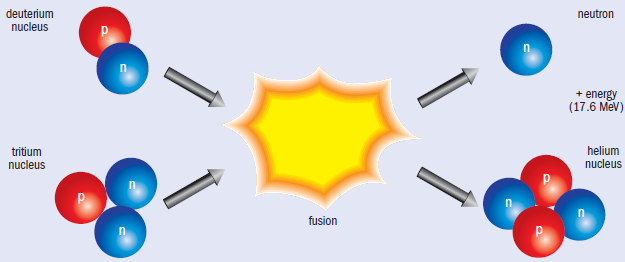 deuterium
nucleus
p
n
tritium
nucleus
p
n
n
fusion
neutron
n
+ energy
(17.6 MeV)
helium
nucleus
p
n
n
p